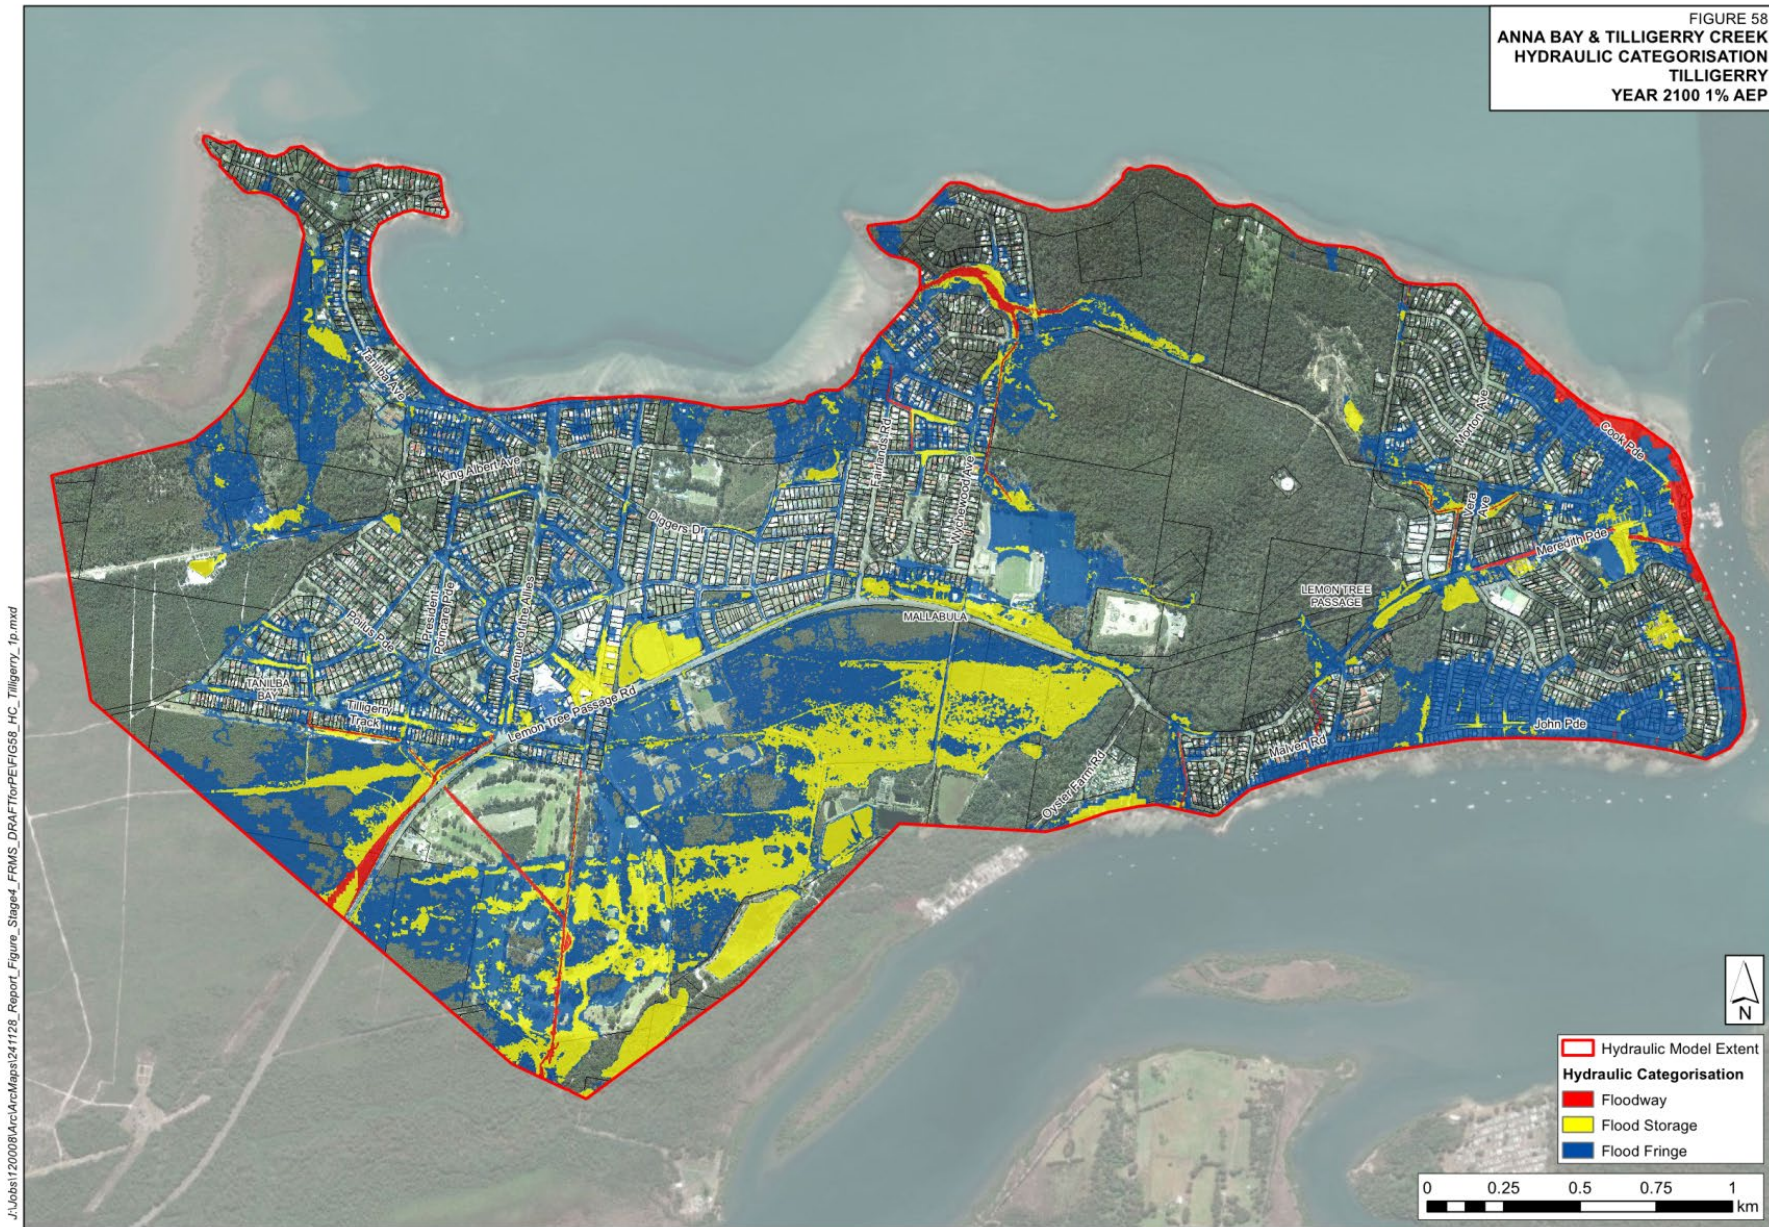 FIGURE 58
ANNA BAY & TILLIGERRY CREEK
HYDRAULIC CATEGORISATION
TILLIGERRY
YEAR 2100 1% AEP
Tanilba Ave
King Albert Ave
Diggers Dr
Fairlands Rd
Wychewood Ave
Morton Ave
Cook Pde
Vera
Ave
Meredith Pde
LEMON TREE
PASSAGE
MALLABULA
President
Poincare Pde
Poilus Pde
Avenue of the Allies
TANILBA
BAY
Tilligerry
Track
Lemon Tree Passage Rd
Oyster Farm Rd
Malven Rd
John Pde
N
Hydraulic Model Extent
Hydraulic Categorisation
Floodway
Flood Storage
Flood Fringe
0 0.25 0.5 0.75 1
km
J:\Jobs\120008\Arc\ArcMaps\241128_Report_Figure_Stage4_FRMS_DRAFTforPE\FIG58_HC_Tilligerry_1p.mxd